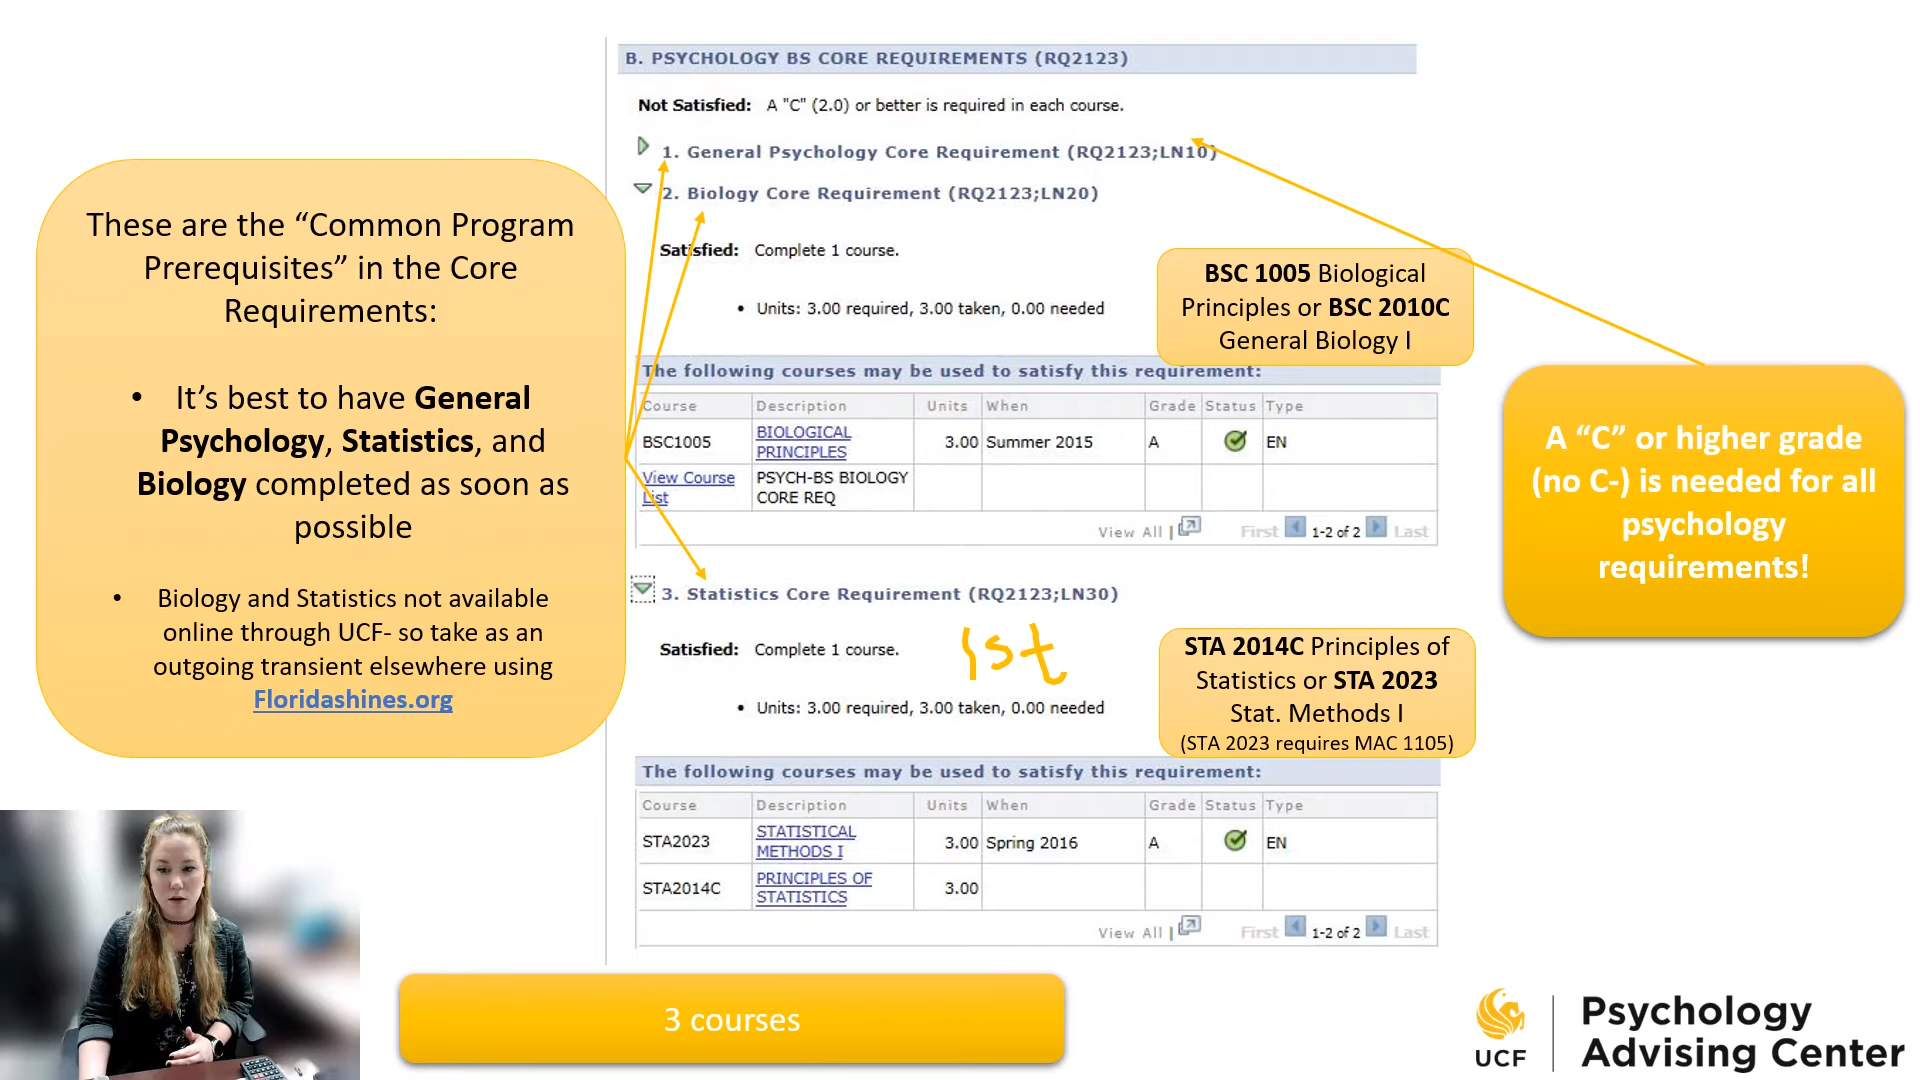 B. PSYCHOLOGY BS CORE REQUIREMENTS (RQ2123)
Not Satisfied: A "C" (2.0) or better is required in each course.
1. General Psychology Core Requirement (RQ2123;LN10)
2. Biology Core Requirement (RQ2123;LN20)
Satisfied: Complete 1 course.
• Units: 3.00 required, 3.00 taken, 0.00 needed
The following courses may be used to satisfy this requirement:
Course Description Units When Grade Status Type
BSC1005 BIOLOGICAL PRINCIPLES 3.00 Summer 2015 A EN
View Course List PSYCH-BS BIOLOGY CORE REQ
View All | First 1-2 of 2 Last
3. Statistics Core Requirement (RQ2123;LN30)
Satisfied: Complete 1 course.
1st
• Units: 3.00 required, 3.00 taken, 0.00 needed
The following courses may be used to satisfy this requirement:
Course Description Units When Grade Status Type
STA2023 STATISTICAL METHODS I 3.00 Spring 2016 A EN
STA2014C PRINCIPLES OF STATISTICS 3.00
View All | First 1-2 of 2 Last
These are the “Common Program
Prerequisites” in the Core
Requirements:
• It’s best to have General
Psychology, Statistics, and
Biology completed as soon as
possible
• Biology and Statistics not available
online through UCF- so take as an
outgoing transient elsewhere using
Floridashines.org
BSC 1005 Biological
Principles or BSC 2010C
General Biology I
A “C” or higher grade
(no C-) is needed for all
psychology
requirements!
STA 2014C Principles of
Statistics or STA 2023
Stat. Methods I
(STA 2023 requires MAC 1105)
3 courses
UCF
Psychology
Advising Center